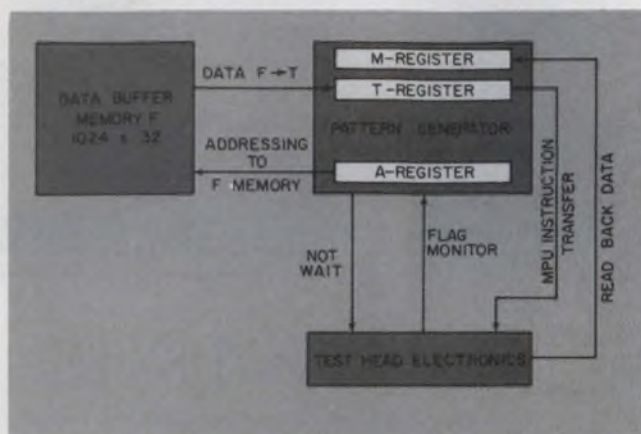 DATA BUFFER
MEMORY F
1024 x 32
DATA F→T
ADDRESSING
TO
F MEMORY
M-REGISTER
T-REGISTER
PATTERN GENERATOR
A-REGISTER
NOT
WAIT
FLAG
MONITOR
MPU INSTRUCTION
TRANSFER
READ BACK DATA
TEST HEAD ELECTRONICS